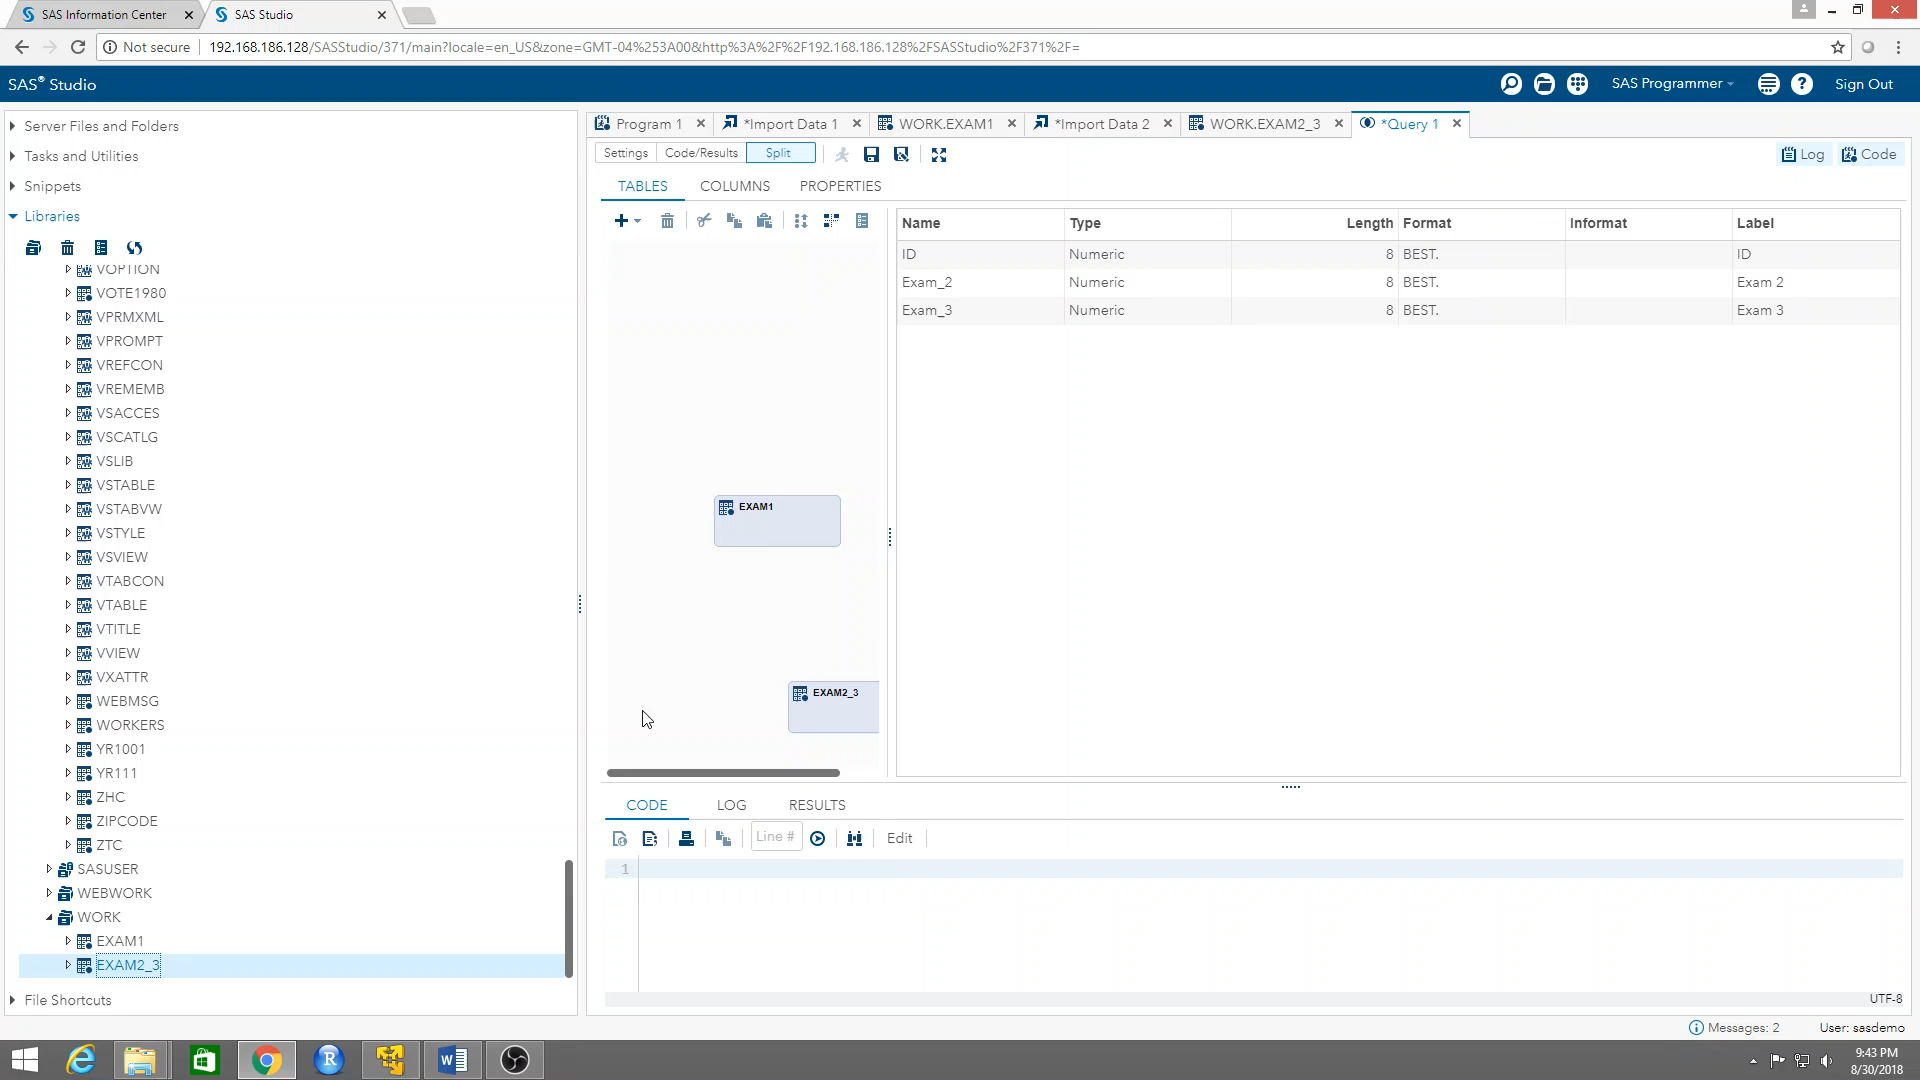 SAS Information Center
SAS Studio
Not secure 192.168.186.128/SASStudio/371/main?locale=en_US&zone=GMT-04%253A00&http%3A%2F%2F192.168.186.128%2FSASStudio%2F371%2F=
SAS® Studio
SAS Programmer
Sign Out
Server Files and Folders
Tasks and Utilities
Snippets
Libraries
VOPTION
VOTE1980
VPRMXML
VPROMPT
VREFCON
VREMEMB
VSACCES
VSCATLG
VSLIB
VSTABLE
VSTABVW
VSTYLE
VSVIEW
VTABCON
VTABLE
VTITLE
VVIEW
VXATTR
WEBMSG
WORKERS
YR1001
YR111
ZHC
ZIPCODE
ZTC
SASUSER
WEBWORK
WORK
EXAM1
EXAM2_3
File Shortcuts
Program 1 *Import Data 1 WORK.EXAM1 *Import Data 2 WORK.EXAM2_3 *Query 1
Settings Code/Results Split
Log Code
TABLES COLUMNS PROPERTIES
Name Type Length Format Informat Label
ID Numeric 8 BEST. ID
Exam_2 Numeric 8 BEST. Exam 2
Exam_3 Numeric 8 BEST. Exam 3
EXAM1
EXAM2_3
CODE LOG RESULTS
Line # Edit
1
UTF-8
Messages: 2 User: sasdemo
9:43 PM
8/30/2018